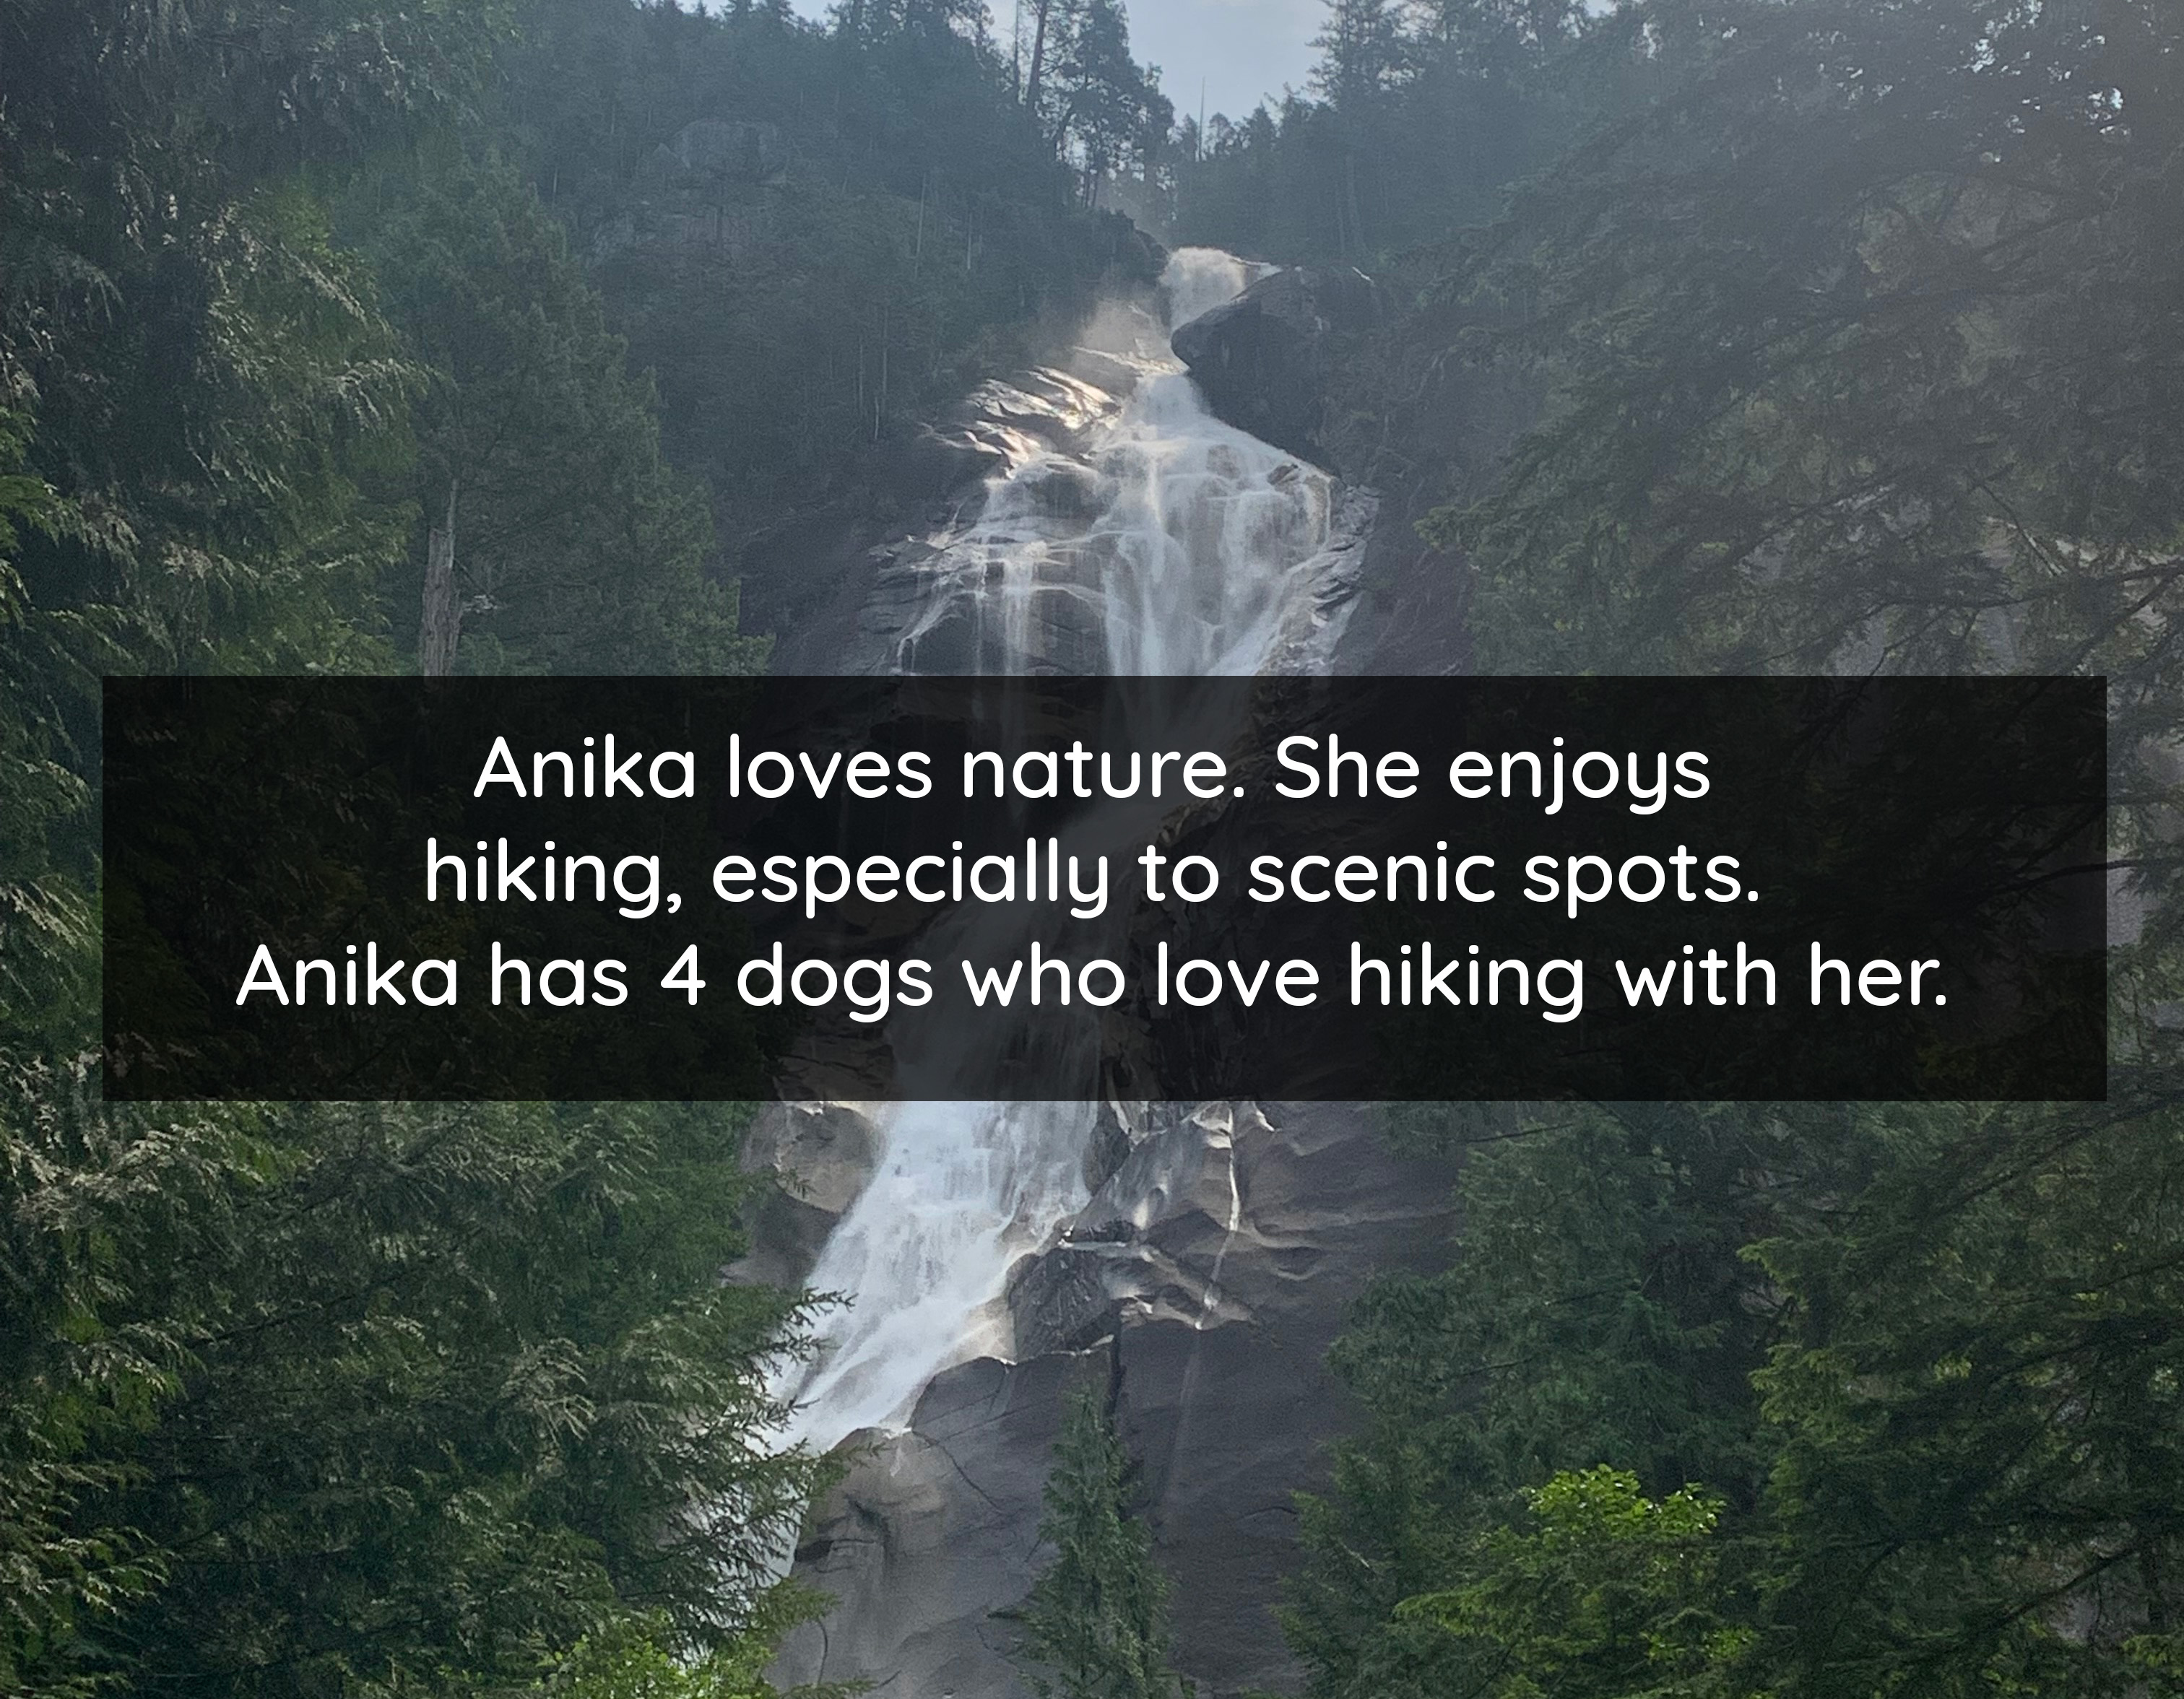 Anika loves nature. She enjoys
hiking, especially to scenic spots.
Anika has 4 dogs who love hiking with her.